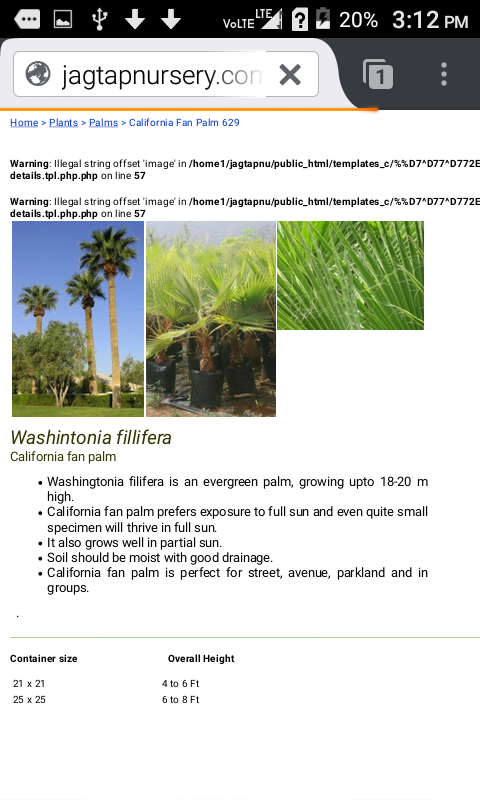 VoLTE LTE 20% 3:12 PM
jagtapnursery.com
1
Home > Plants > Palms > California Fan Palm 629
Warning: Illegal string offset 'image' in /home1/jagtapnu/public_html/templates_c/%%D7^D77^D772E
details.tpl.php.php on line 57
Warning: Illegal string offset 'image' in /home1/jagtapnu/public_html/templates_c/%%D7^D77^D772E
details.tpl.php.php on line 57
Washintonia fillifera
California fan palm
• Washingtonia filifera is an evergreen palm, growing upto 18-20 m
high.
• California fan palm prefers exposure to full sun and even quite small
specimen will thrive in full sun.
• It also grows well in partial sun.
• Soil should be moist with good drainage.
• California fan palm is perfect for street, avenue, parkland and in
groups.
.
Container size Overall Height
21 x 21 4 to 6 Ft
25 x 25 6 to 8 Ft